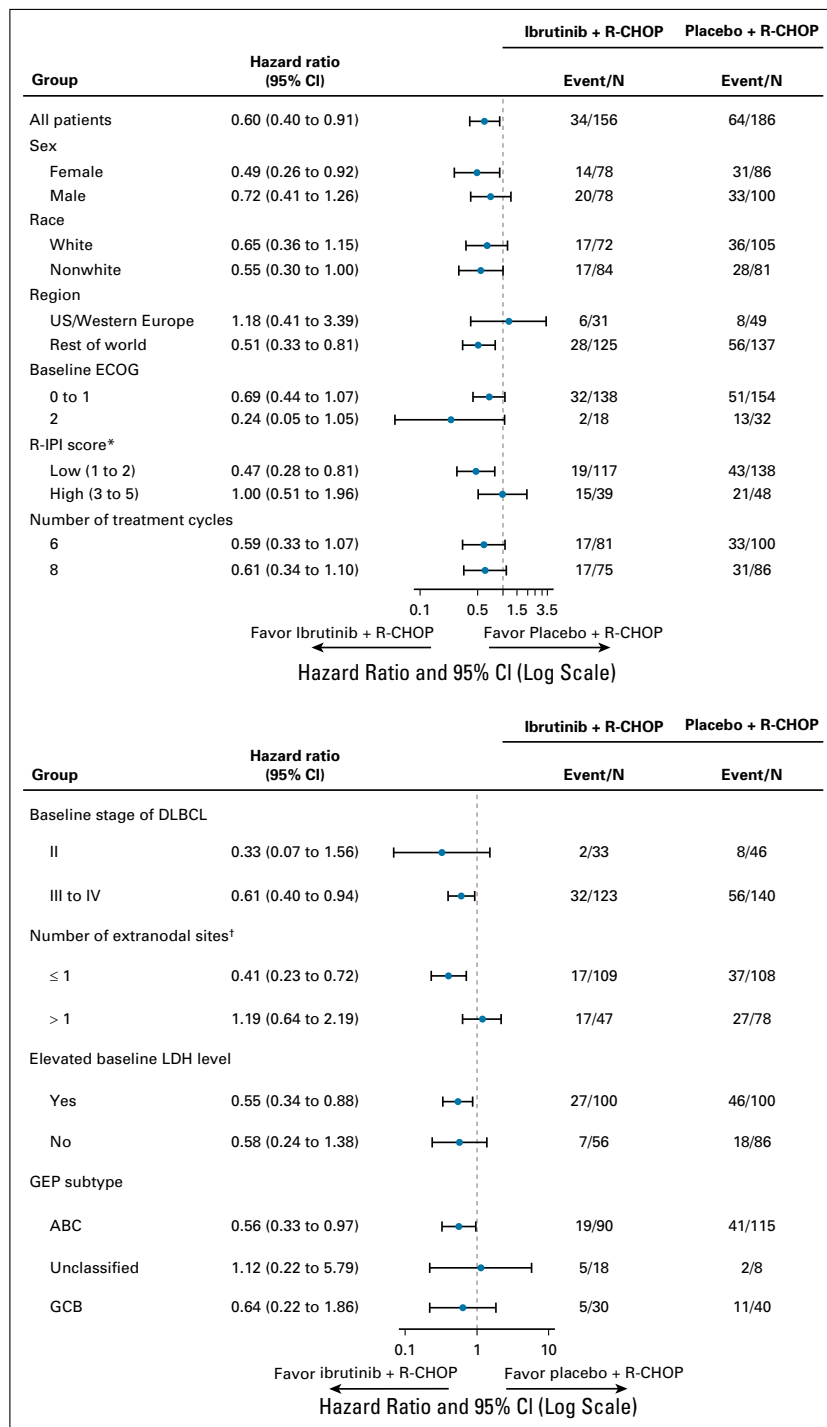 Ibrutinib + R-CHOP Placebo + R-CHOP
Hazard ratio
Group (95% CI) Event/N Event/N
All patients 0.60 (0.40 to 0.91) 34/156 64/186
Sex
Female 0.49 (0.26 to 0.92) 14/78 31/86
Male 0.72 (0.41 to 1.26) 20/78 33/100
Race
White 0.65 (0.36 to 1.15) 17/72 36/105
Nonwhite 0.55 (0.30 to 1.00) 17/84 28/81
Region
US/Western Europe 1.18 (0.41 to 3.39) 6/31 8/49
Rest of world 0.51 (0.33 to 0.81) 28/125 56/137
Baseline ECOG
0 to 1 0.69 (0.44 to 1.07) 32/138 51/154
2 0.24 (0.05 to 1.05) 2/18 13/32
R-IPI score*
Low (1 to 2) 0.47 (0.28 to 0.81) 19/117 43/138
High (3 to 5) 1.00 (0.51 to 1.96) 15/39 21/48
Number of treatment cycles
6 0.59 (0.33 to 1.07) 17/81 33/100
8 0.61 (0.34 to 1.10) 17/75 31/86
0.1 0.5 1.5 3.5
Favor Ibrutinib + R-CHOP Favor Placebo + R-CHOP
Hazard Ratio and 95% CI (Log Scale)
Ibrutinib + R-CHOP Placebo + R-CHOP
Hazard ratio
Group (95% CI) Event/N Event/N
Baseline stage of DLBCL
II 0.33 (0.07 to 1.56) 2/33 8/46
III to IV 0.61 (0.40 to 0.94) 32/123 56/140
Number of extranodal sites†
≤ 1 0.41 (0.23 to 0.72) 17/109 37/108
> 1 1.19 (0.64 to 2.19) 17/47 27/78
Elevated baseline LDH level
Yes 0.55 (0.34 to 0.88) 27/100 46/100
No 0.58 (0.24 to 1.38) 7/56 18/86
GEP subtype
ABC 0.56 (0.33 to 0.97) 19/90 41/115
Unclassified 1.12 (0.22 to 5.79) 5/18 2/8
GCB 0.64 (0.22 to 1.86) 5/30 11/40
0.1 1 10
Favor ibrutinib + R-CHOP Favor placebo + R-CHOP
Hazard Ratio and 95% CI (Log Scale)